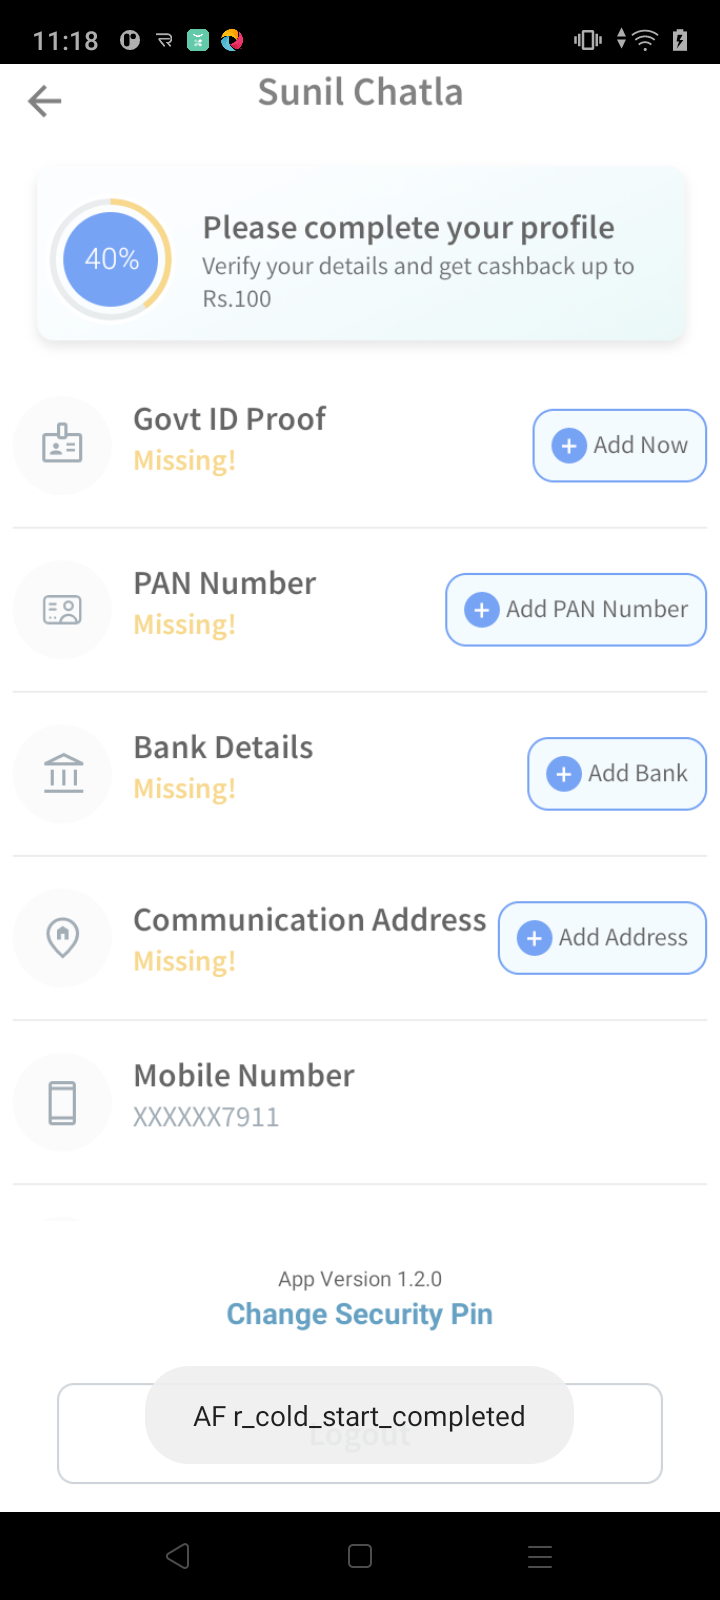 11:18
Sunil Chatla
40%
Please complete your profile
Verify your details and get cashback up to
Rs.100
Govt ID Proof
Missing!
Add Now
PAN Number
Missing!
Add PAN Number
Bank Details
Missing!
Add Bank
Communication Address
Missing!
Add Address
Mobile Number
XXXXXX7911
App Version 1.2.0
Change Security Pin
AF r_cold_start_completed
Logout